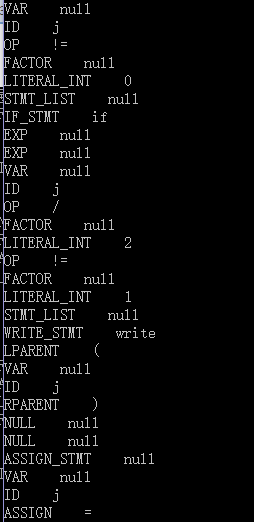 VAR null
ID j
OP !=
FACTOR null
LITERAL_INT 0
STMT_LIST null
IF_STMT if
EXP null
EXP null
VAR null
ID j
OP /
FACTOR null
LITERAL_INT 2
OP !=
FACTOR null
LITERAL_INT 1
STMT_LIST null
WRITE_STMT write
LPARENT (
VAR null
ID j
RPARENT )
NULL null
NULL null
ASSIGN_STMT null
VAR null
ID j
ASSIGN =